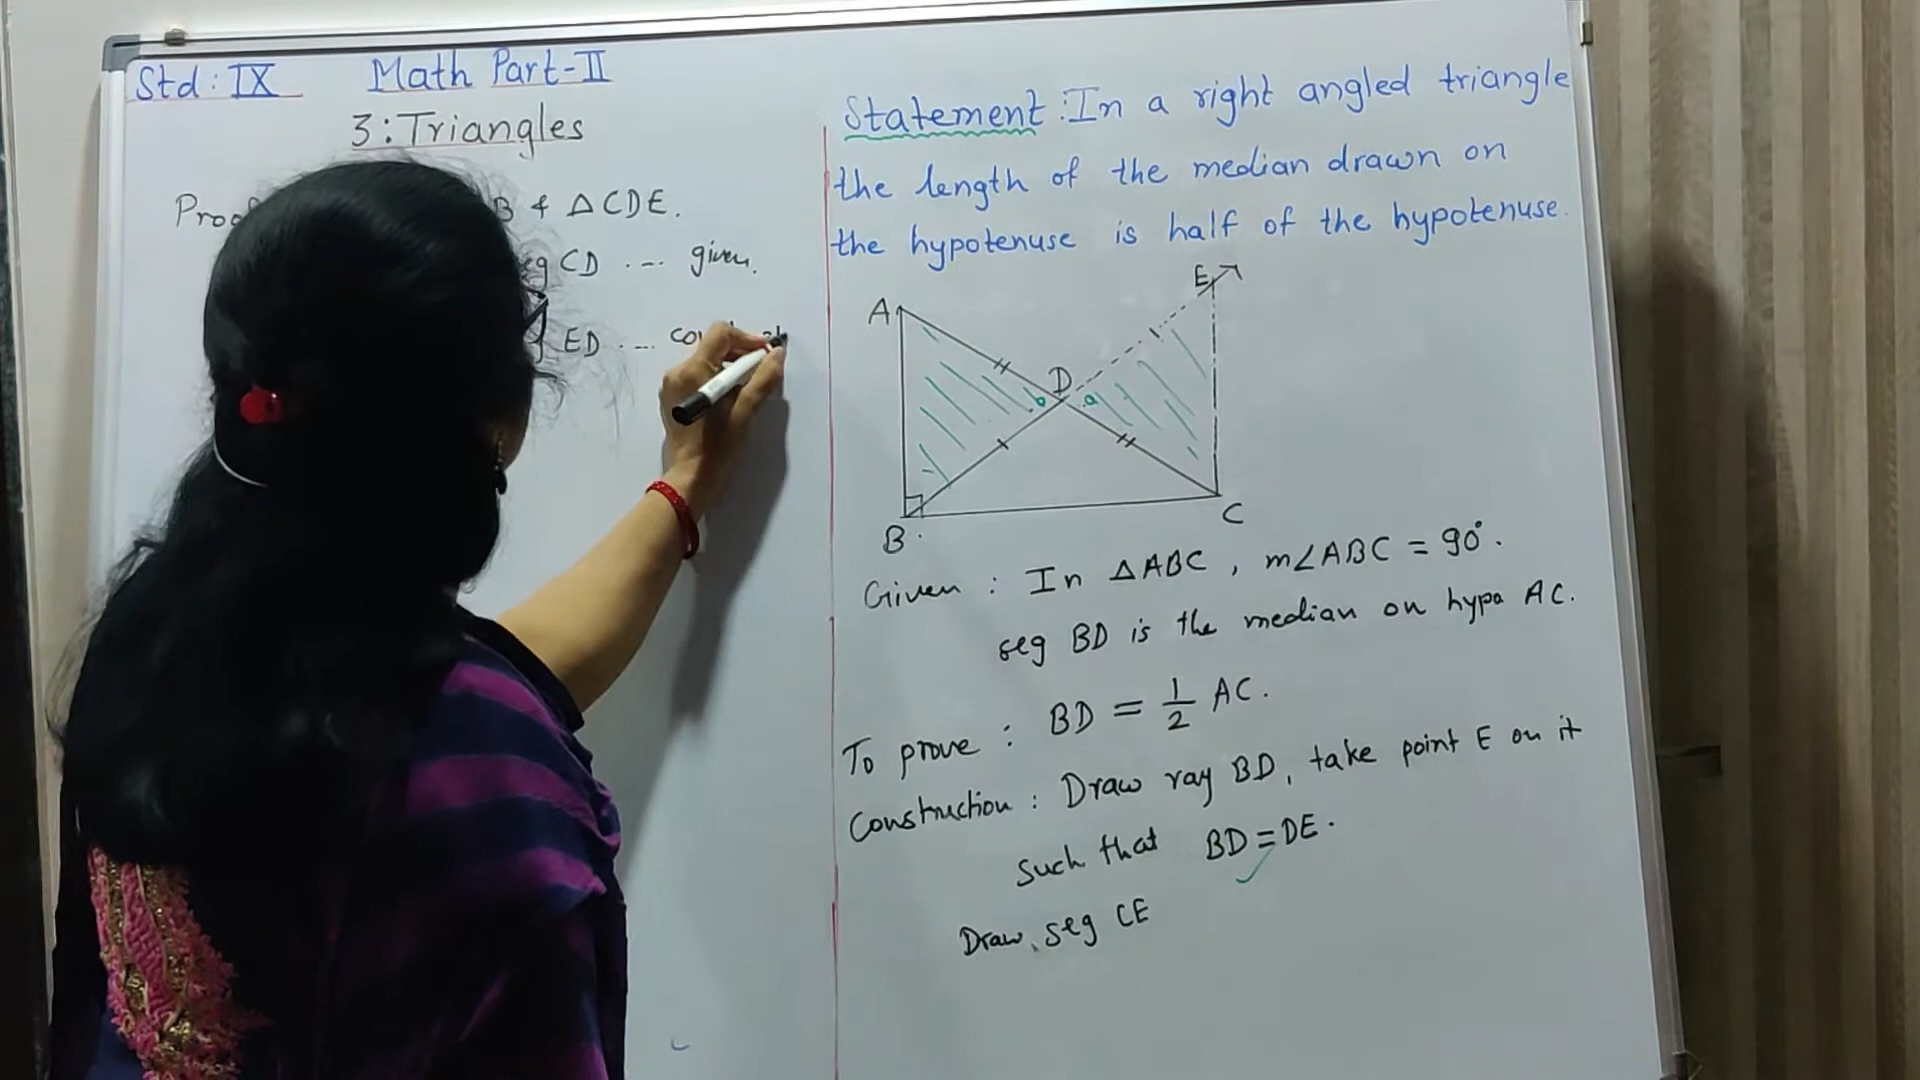 Std : IX Math Part-II
3 : Triangles
B & △CDE.
CD .... given.
ED ....
Statement : In a right angled triangle
the length of the median drawn on
the hypotenuse is half of the hypotenuse.
E
A
D
b a
B
C
Given : In △ABC , m∠ABC = 90°.
seg BD is the median on hypo AC.
To prove : BD = 1/2 AC.
Construction : Draw ray BD, take point E on it
Such that BD = DE.
Draw, seg CE